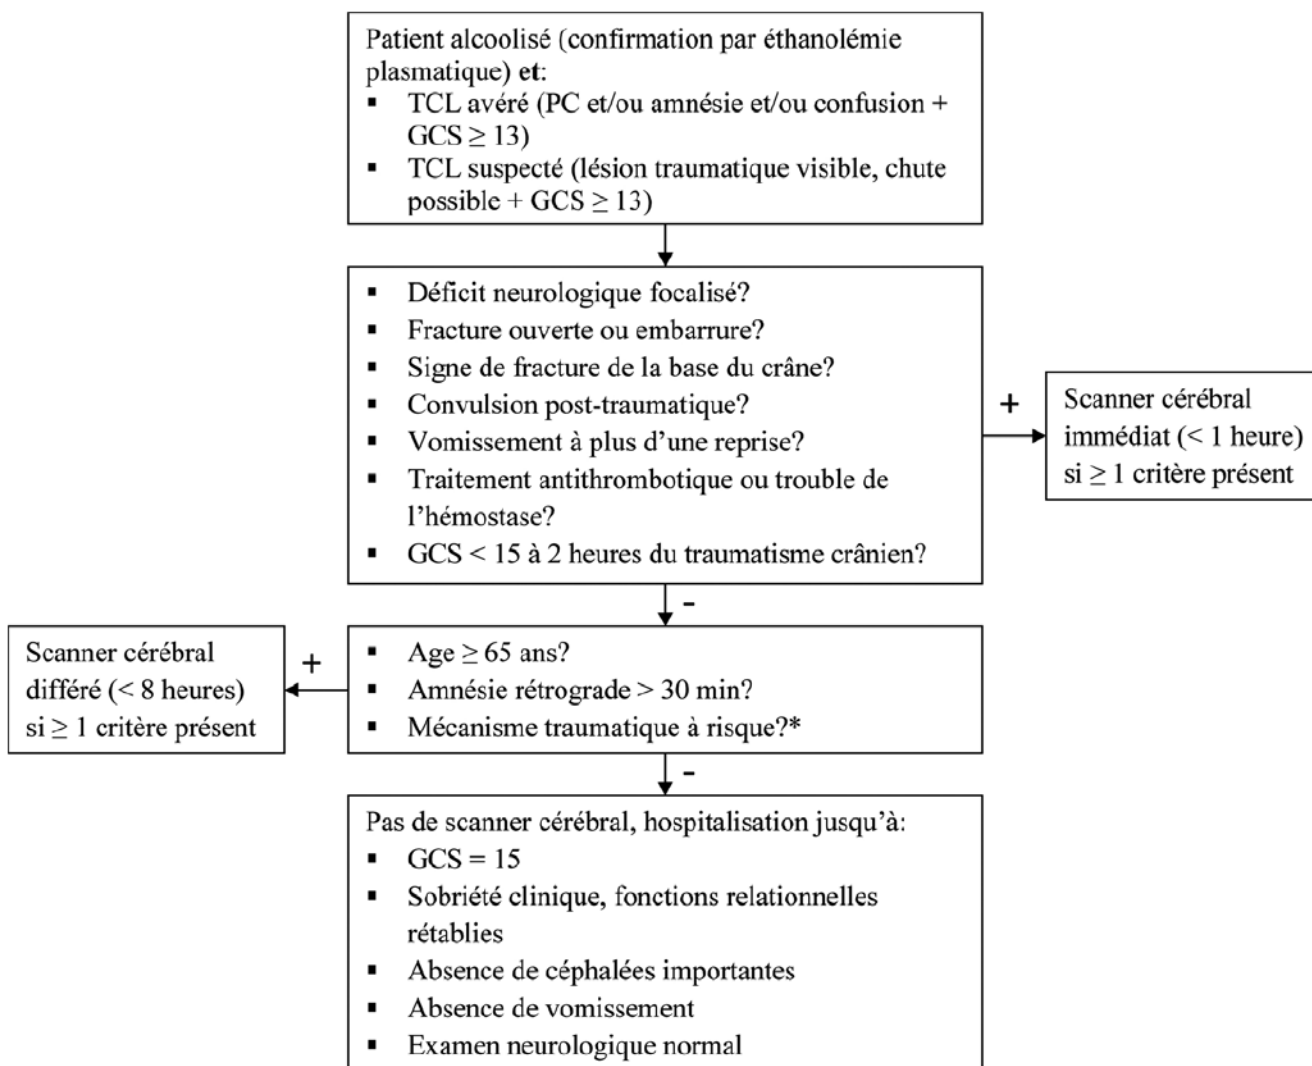 Patient alcoolisé (confirmation par éthanolémie
plasmatique) et:
▪ TCL avéré (PC et/ou amnésie et/ou confusion +
GCS ≥ 13)
▪ TCL suspecté (lésion traumatique visible, chute
possible + GCS ≥ 13)
▪ Déficit neurologique focalisé?
▪ Fracture ouverte ou embarrure?
▪ Signe de fracture de la base du crâne?
▪ Convulsion post-traumatique?
▪ Vomissement à plus d'une reprise?
▪ Traitement antithrombotique ou trouble de
l'hémostase?
▪ GCS < 15 à 2 heures du traumatisme crânien?
+
Scanner cérébral
immédiat (< 1 heure)
si ≥ 1 critère présent
-
▪ Age ≥ 65 ans?
▪ Amnésie rétrograde > 30 min?
▪ Mécanisme traumatique à risque?*
+
Scanner cérébral
différé (< 8 heures)
si ≥ 1 critère présent
-
Pas de scanner cérébral, hospitalisation jusqu'à:
▪ GCS = 15
▪ Sobriété clinique, fonctions relationnelles
rétablies
▪ Absence de céphalées importantes
▪ Absence de vomissement
▪ Examen neurologique normal